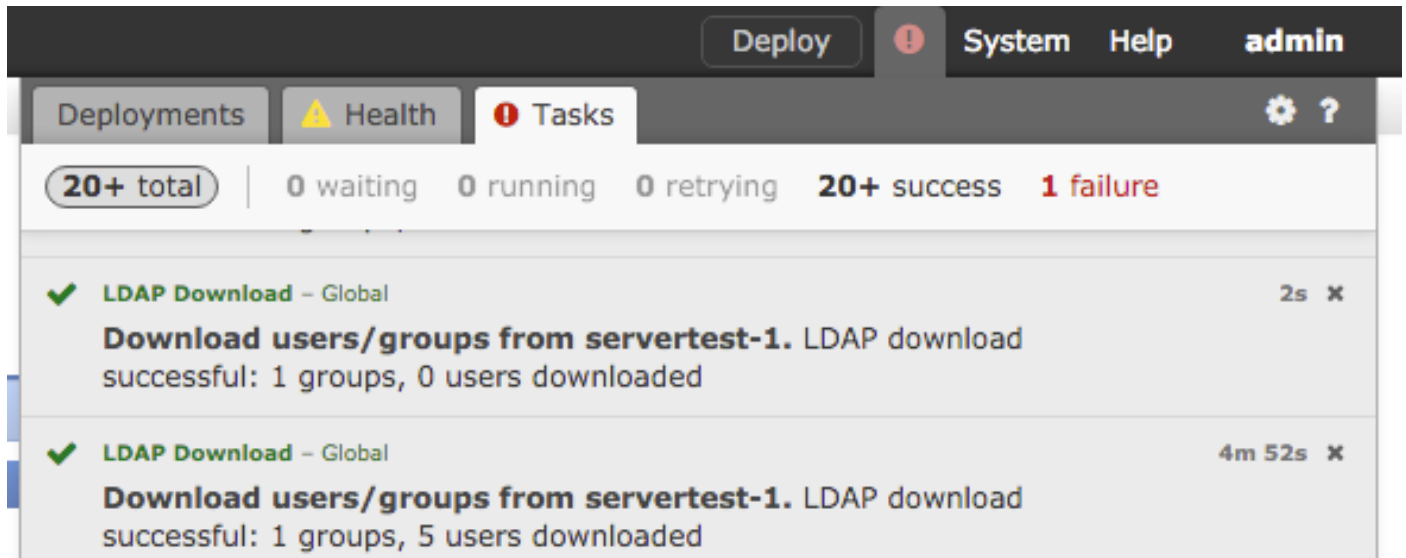 Deploy System Help admin
Deployments Health Tasks ?
20+ total 0 waiting 0 running 0 retrying 20+ success 1 failure
LDAP Download – Global 2s
Download users/groups from servertest-1. LDAP download
successful: 1 groups, 0 users downloaded
LDAP Download – Global 4m 52s
Download users/groups from servertest-1. LDAP download
successful: 1 groups, 5 users downloaded